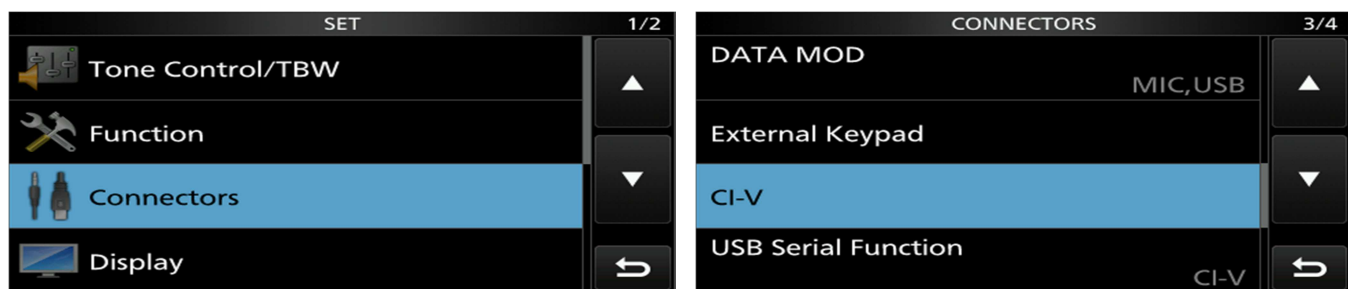 SET 1/2
Tone Control/TBW
Function
Connectors
Display
CONNECTORS 3/4
DATA MOD
MIC,USB
External Keypad
CI-V
USB Serial Function
CI-V